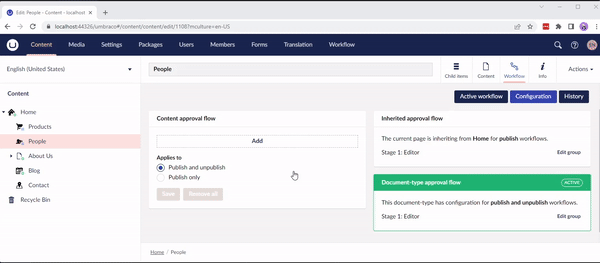 Edit: People - Content - localhost
localhost:44326/umbraco#/content/content/edit/1108?mculture=en-US
Content Media Settings Packages Users Members Forms Translation Workflow
English (United States)
People
Child items Content Workflow Info Actions
Content
Active workflow Configuration History
Home
Products
People
About Us
Blog
Contact
Recycle Bin
Content approval flow
Add
Applies to
Publish and unpublish
Publish only
Save Remove all
Inherited approval flow
The current page is inheriting from Home for publish workflows.
Stage 1: Editor Edit group
Document-type approval flow ACTIVE
This document-type has configuration for publish and unpublish workflows.
Stage 1: Editor Edit group
Home / People